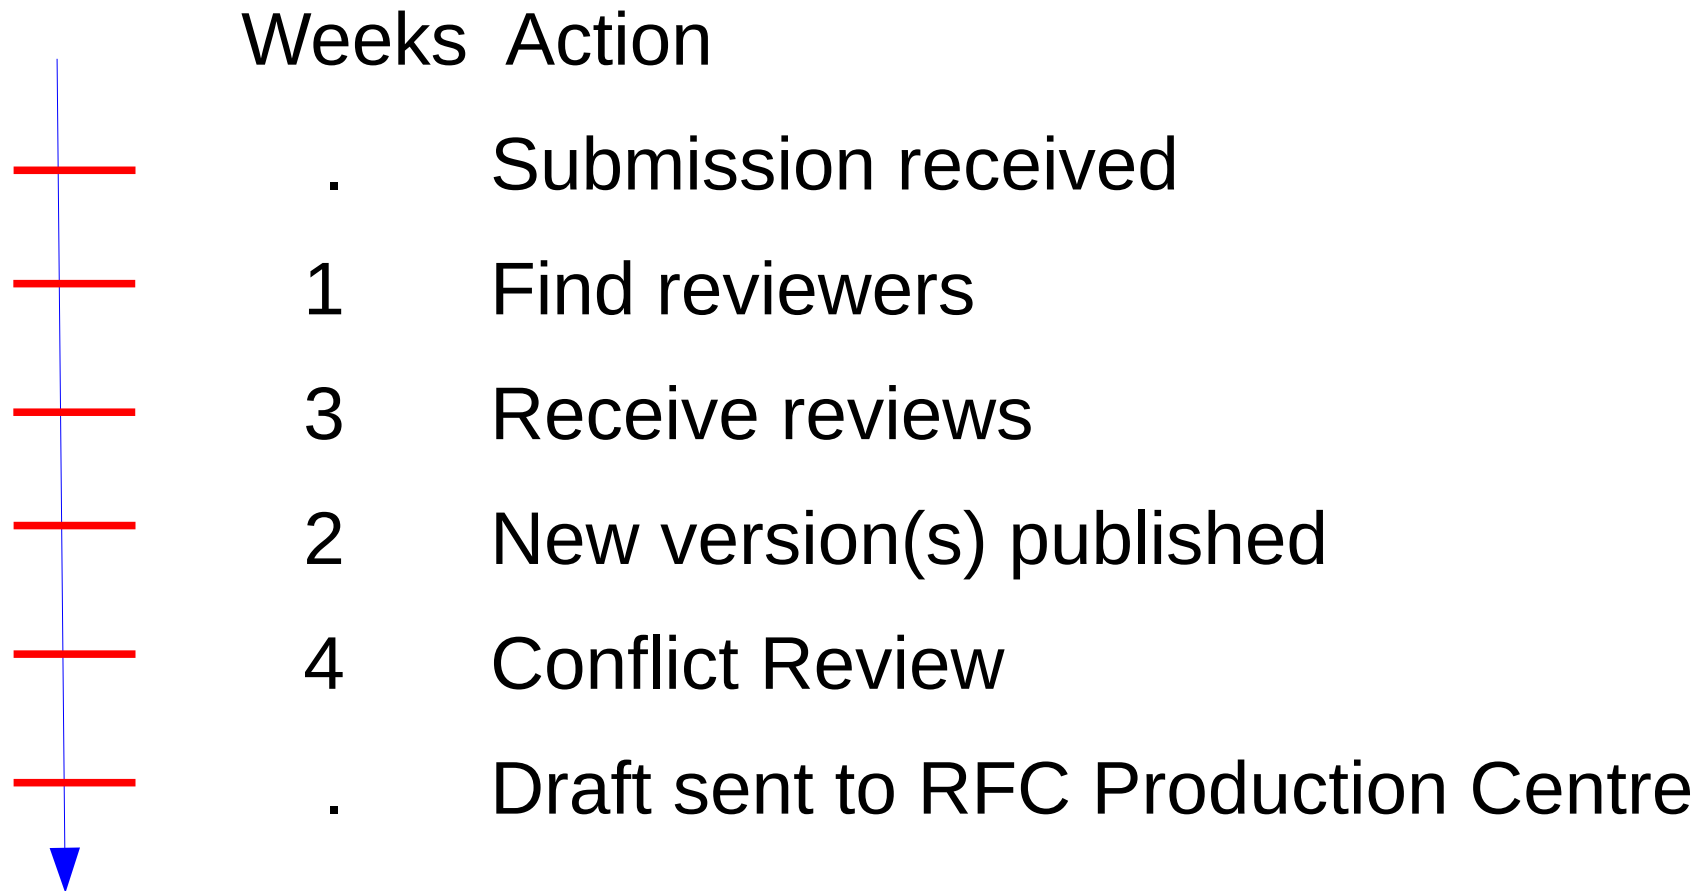 Weeks Action
. Submission received
1 Find reviewers
3 Receive reviews
2 New version(s) published
4 Conflict Review
. Draft sent to RFC Production Centre